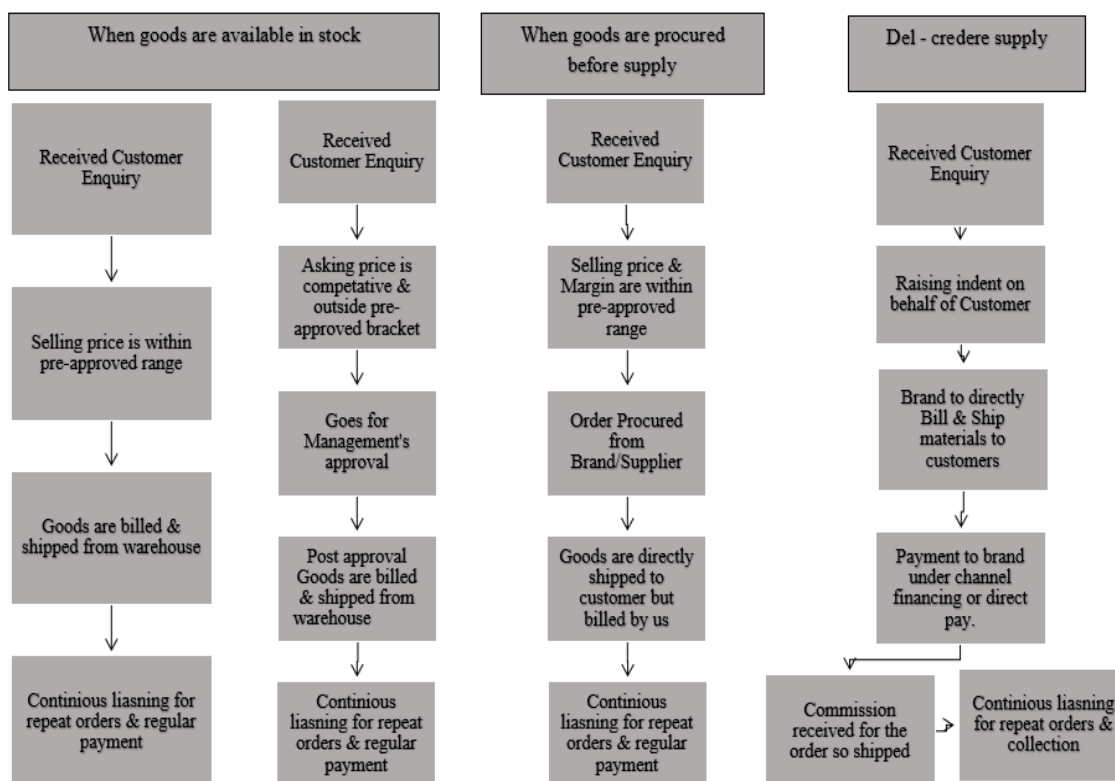 When goods are available in stock
Received Customer
Enquiry
Selling price is within
pre-approved range
Goods are billed &
shipped from warehouse
Continious liasning for
repeat orders & regular
payment
Received
Customer Enquiry
Asking price is
competative &
outside pre-
approved bracket
Goes for
Management's
approval
Post approval
Goods are billed
& shipped from
warehouse
Continious
liasning for repeat
orders & regular
payment
When goods are procured
before supply
Received
Customer Enquiry
Selling price &
Margin are within
pre-approved
range
Order Procured
from
Brand/Supplier
Goods are directly
shipped to
customer but
billed by us
Continious
liasning for repeat
orders & regular
payment
Del - credere supply
Received Customer
Enquiry
Raising indent on
behalf of Customer
Brand to directly
Bill & Ship
materials to
customers
Payment to brand
under channel
financing or direct
pay.
Commission
received for the
order so shipped
Continious liasning
for repeat orders &
collection